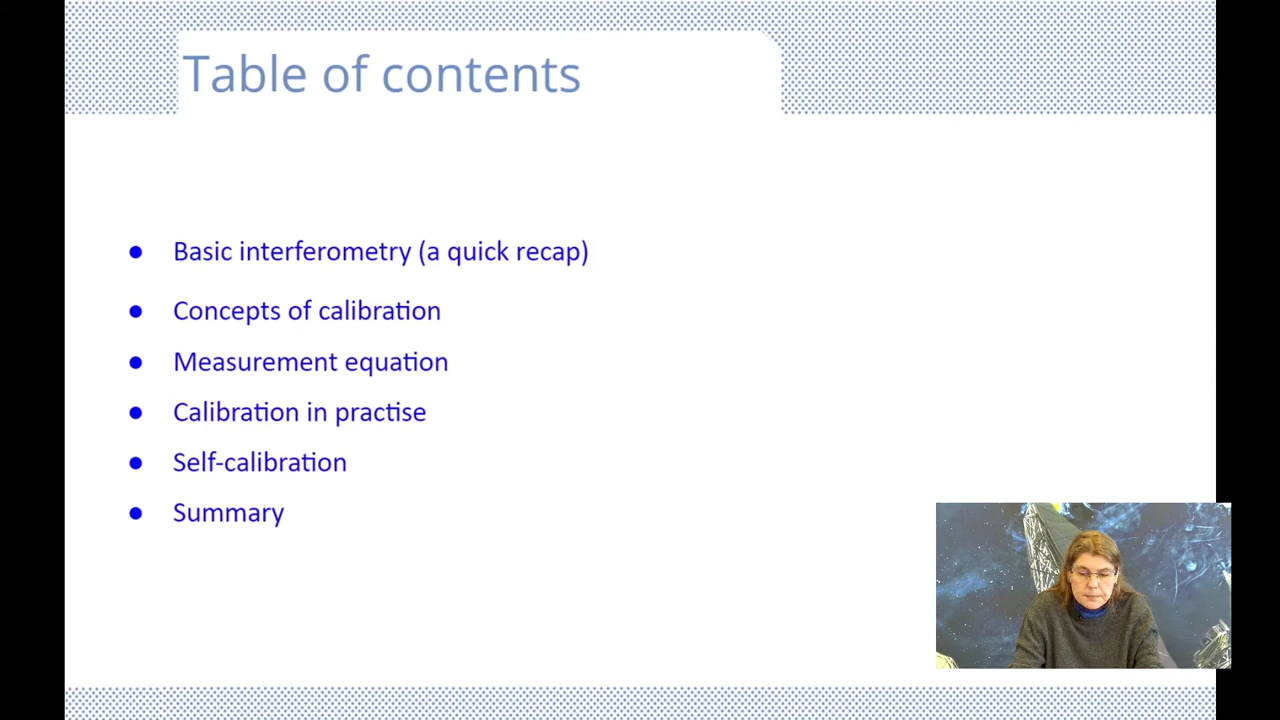 Table of contents
● Basic interferometry (a quick recap)
● Concepts of calibration
● Measurement equation
● Calibration in practise
● Self-calibration
● Summary